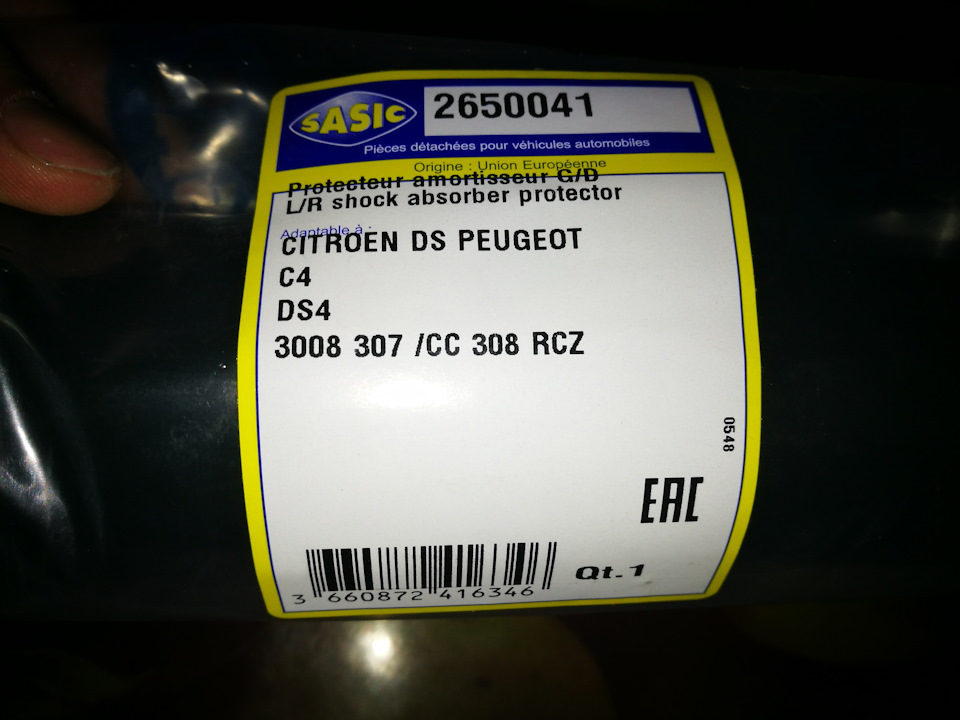 SASIC
2650041
Pièces détachées pour véhicules automobiles
Origine : Union Européenne
Protecteur amortisseur G/D
L/R shock absorber protector
Adaptable à :
CITROEN DS PEUGEOT
C4
DS4
3008 307 /CC 308 RCZ
0548
EAC
Qt.1
3 660872 416346